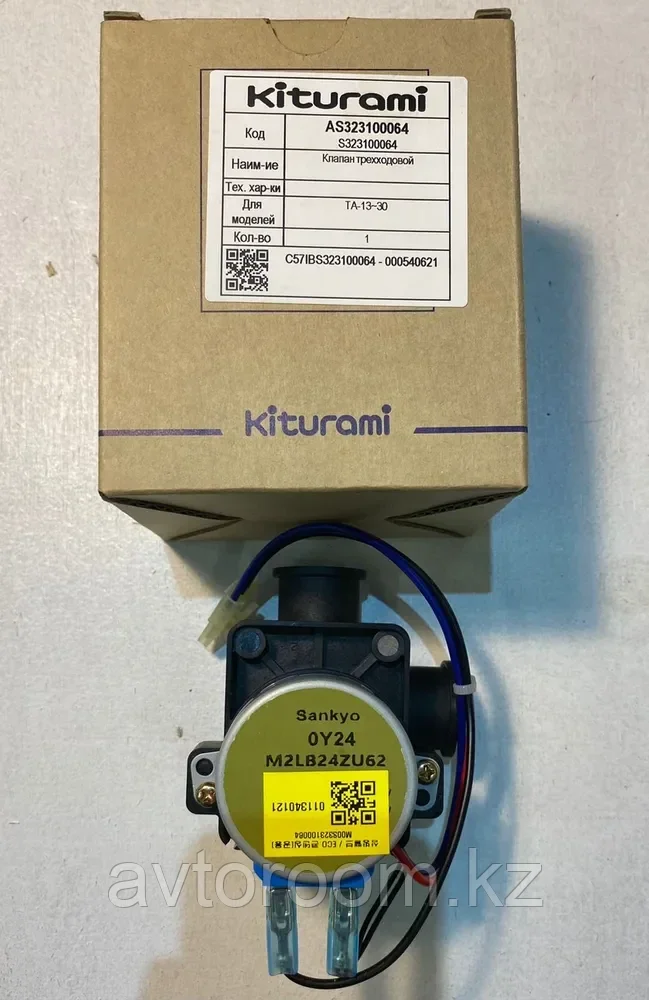 Kiturami
Код AS323100064
S323100064
Наим-ие Клапан трехходовой
Тех. хар-ки
Для моделей TA-13~30
Кол-во 1
C57IBS323100064 - 000540621
Kiturami
Sankyo
0Y24
M2LB24ZU62
011340121
M00S323100064
avtoroom.kz